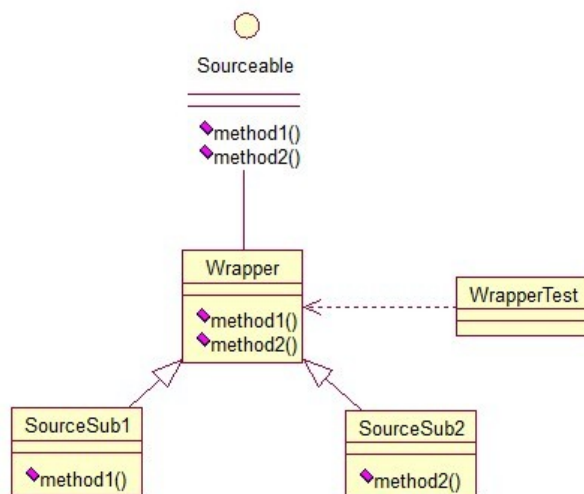 Sourceable
method1()
method2()
Wrapper
method1()
method2()
WrapperTest
SourceSub1
method1()
SourceSub2
method2()